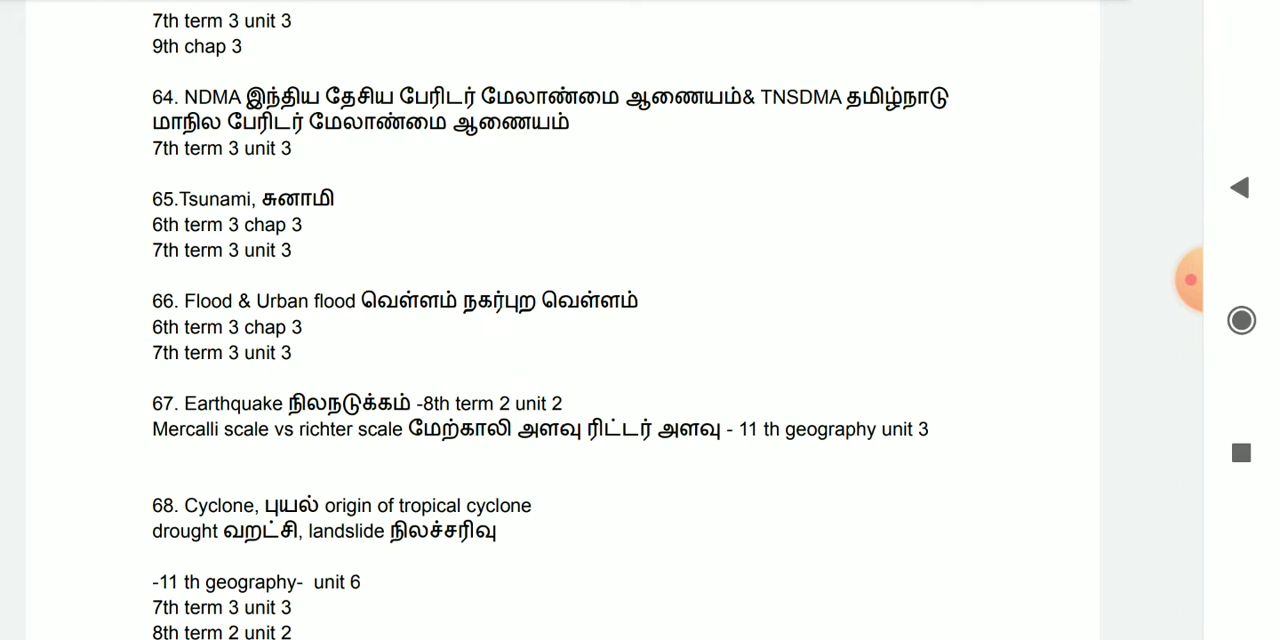 7th term 3 unit 3
9th chap 3
64. NDMA இந்திய தேசிய பேரிடர் மேலாண்மை ஆணையம்& TNSDMA தமிழ்நாடு
மாநில பேரிடர் மேலாண்மை ஆணையம்
7th term 3 unit 3
65.Tsunami, சுனாமி
6th term 3 chap 3
7th term 3 unit 3
66. Flood & Urban flood வெள்ளம் நகர்புற வெள்ளம்
6th term 3 chap 3
7th term 3 unit 3
67. Earthquake நிலநடுக்கம் -8th term 2 unit 2
Mercalli scale vs richter scale மேற்காலி அளவு ரிட்டர் அளவு - 11 th geography unit 3
68. Cyclone, புயல் origin of tropical cyclone
drought வறட்சி, landslide நிலச்சரிவு
-11 th geography-  unit 6
7th term 3 unit 3
8th term 2 unit 2